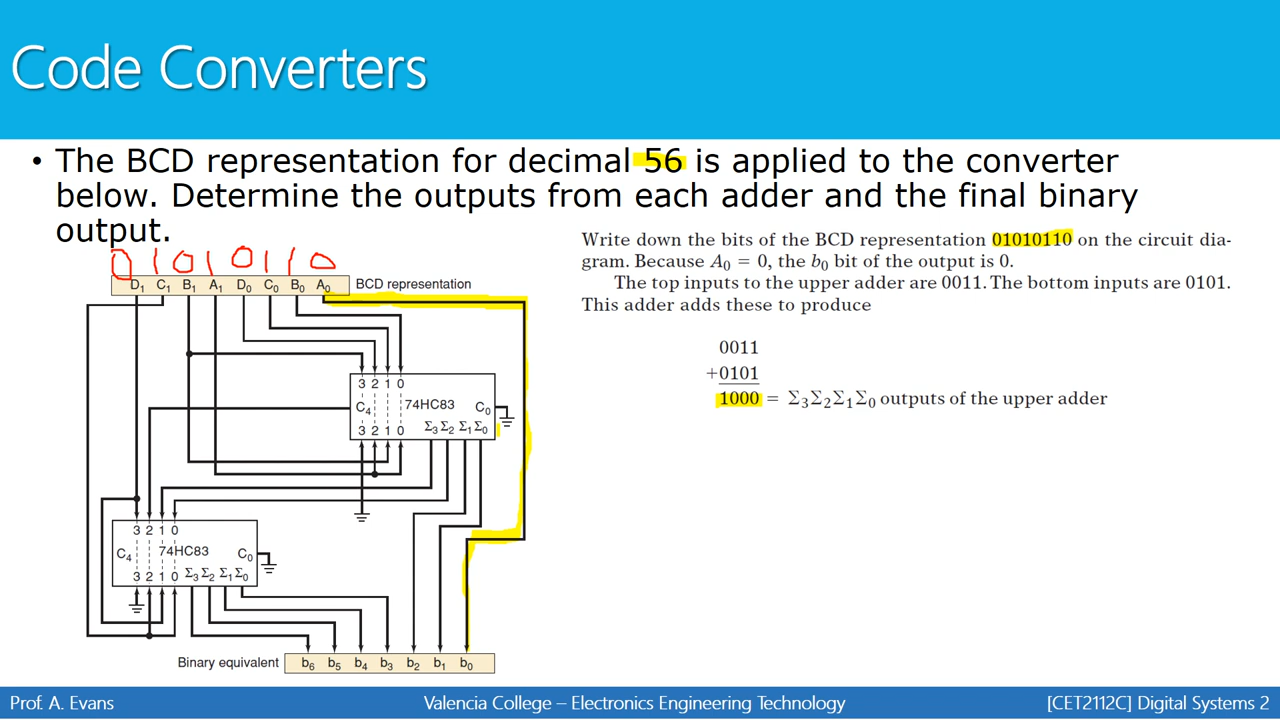 Code Converters
• The BCD representation for decimal 56 is applied to the converter
below. Determine the outputs from each adder and the final binary
output.
Write down the bits of the BCD representation 01010110 on the circuit dia-
gram. Because A₀ = 0, the b₀ bit of the output is 0.
The top inputs to the upper adder are 0011. The bottom inputs are 0101.
This adder adds these to produce
0011
+0101
1000 = Σ₃Σ₂Σ₁Σ₀ outputs of the upper adder
0 1 0 1 0 1 1 0
D₁ C₁ B₁ A₁ D₀ C₀ B₀ A₀ BCD representation
3 2 1 0
C₄ 74HC83 C₀
3 2 1 0 Σ₃ Σ₂ Σ₁ Σ₀
3 2 1 0
C₄ 74HC83 C₀
3 2 1 0 Σ₃ Σ₂ Σ₁ Σ₀
Binary equivalent b₆ b₅ b₄ b₃ b₂ b₁ b₀
Prof. A. Evans Valencia College – Electronics Engineering Technology [CET2112C] Digital Systems 2